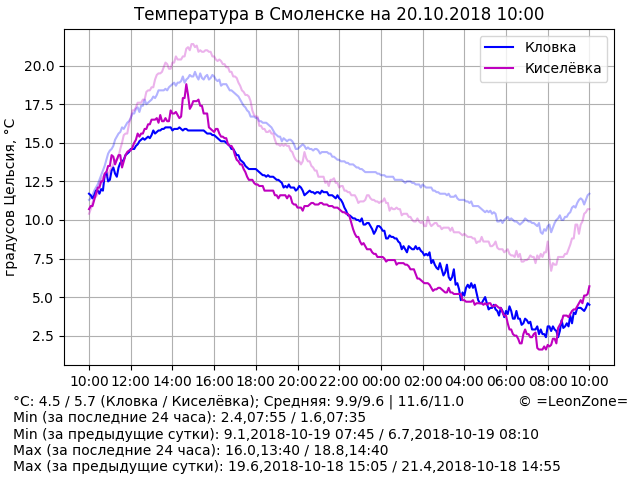 Температура в Смоленске на 20.10.2018 10:00
Кловка
Киселёвка
градусов Цельсия, °C
20.0
17.5
15.0
12.5
10.0
7.5
5.0
2.5
10:00 12:00 14:00 16:00 18:00 20:00 22:00 00:00 02:00 04:00 06:00 08:00 10:00
°C: 4.5 / 5.7 (Кловка / Киселёвка); Средняя: 9.9/9.6 | 11.6/11.0 © =LeonZone=
Min (за последние 24 часа): 2.4,07:55 / 1.6,07:35
Min (за предыдущие сутки): 9.1,2018-10-19 07:45 / 6.7,2018-10-19 08:10
Max (за последние 24 часа): 16.0,13:40 / 18.8,14:40
Max (за предыдущие сутки): 19.6,2018-10-18 15:05 / 21.4,2018-10-18 14:55